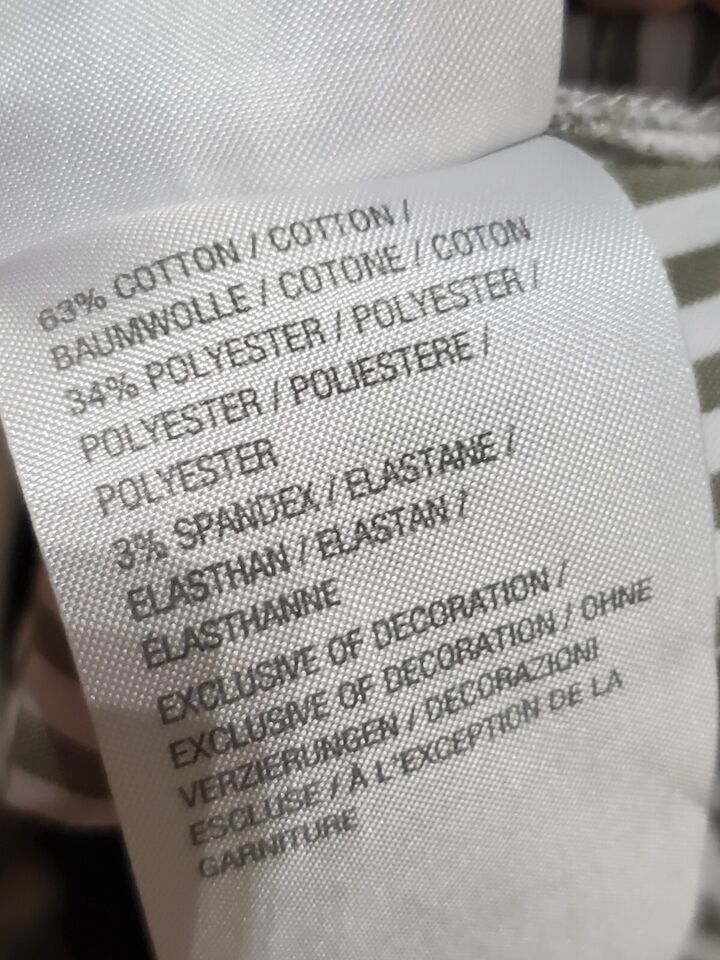 63% COTTON / COTTON /
BAUMWOLLE / COTONE / COTON
34% POLYESTER / POLYESTER /
POLYESTER / POLIESTERE /
POLYESTER
3% SPANDEX / ELASTANE /
ELASTHAN / ELASTAN /
ÉLASTHANNE
EXCLUSIVE OF DECORATION /
EXCLUSIVE OF DECORATION / OHNE
VERZIERUNGEN / DECORAZIONI
ESCLUSE / À L'EXCEPTION DE LA
GARNITURE